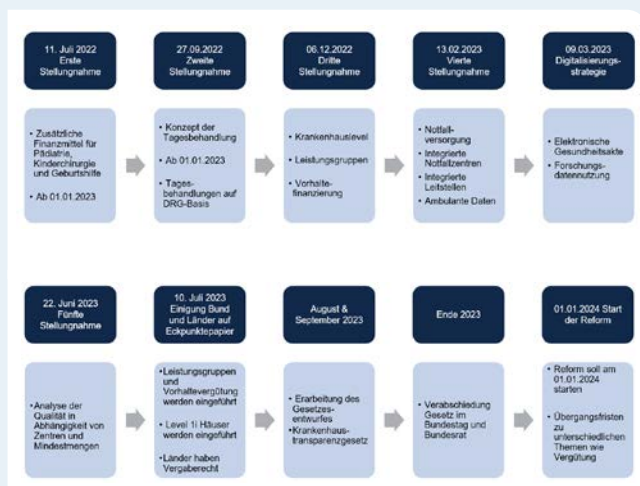 11. Juli 2022
Erste
Stellungnahme
27.09.2022
Zweite
Stellungnahme
06.12.2022
Dritte
Stellungnahme
13.02.2023
Vierte
Stellungnahme
09.03.2023
Digitalisierungs-
strategie
• Zusätzliche
Finanzmittel für
Pädiatrie,
Kinderchirurgie
und Geburtshilfe
• Ab 01.01.2023
• Konzept der
Tagesbehandlung
• Ab 01.01.2023
• Tages-
behandlungen auf
DRG-Basis
• Krankenhauslevel
• Leistungsgruppen
• Vorhalte-
finanzierung
• Notfall-
versorgung
• Integrierte
Notfallzentren
• Integrierte
Leitstellen
• Ambulante Daten
• Elektronische
Gesundheitsakte
• Forschungs-
datennutzung
22. Juni 2023
Fünfte
Stellungnahme
10. Juli 2023
Einigung Bund
und Länder auf
Eckpunktepapier
August &
September 2023
Ende 2023
01.01.2024 Start
der Reform
• Analyse der
Qualität in
Abhängigkeit von
Zentren und
Mindestmengen
• Leistungsgruppen
und
Vorhaltevergütung
werden eingeführt
• Level 1i Häuser
werden eingeführt
• Länder haben
Vergaberecht
• Erarbeitung des
Gesetzes-
entwurfes
• Krankenhaus-
transparenzgesetz
• Verabschiedung
Gesetz im
Bundestag und
Bundesrat
• Reform soll am
01.01.2024
starten
• Übergangsfristen
zu
unterschiedlichen
Themen wie
Vergütung